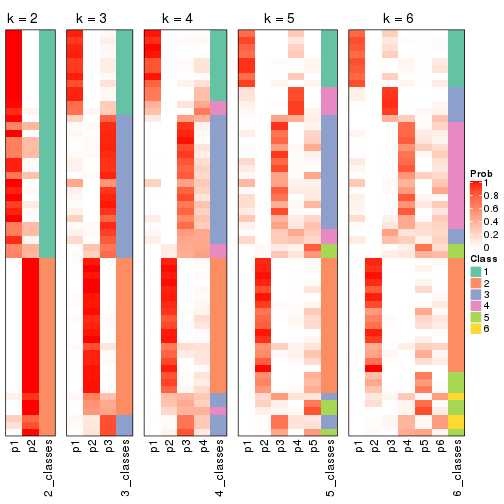 k = 2
k = 3
k = 4
k = 5
k = 6
p1
p2
2_classes
p1
p2
p3
3_classes
p1
p2
p3
p4
4_classes
p1
p2
p3
p4
p5
5_classes
p1
p2
p3
p4
p5
p6
6_classes
Prob
1
0.8
0.6
0.4
0.2
0
Class
1
2
3
4
5
6